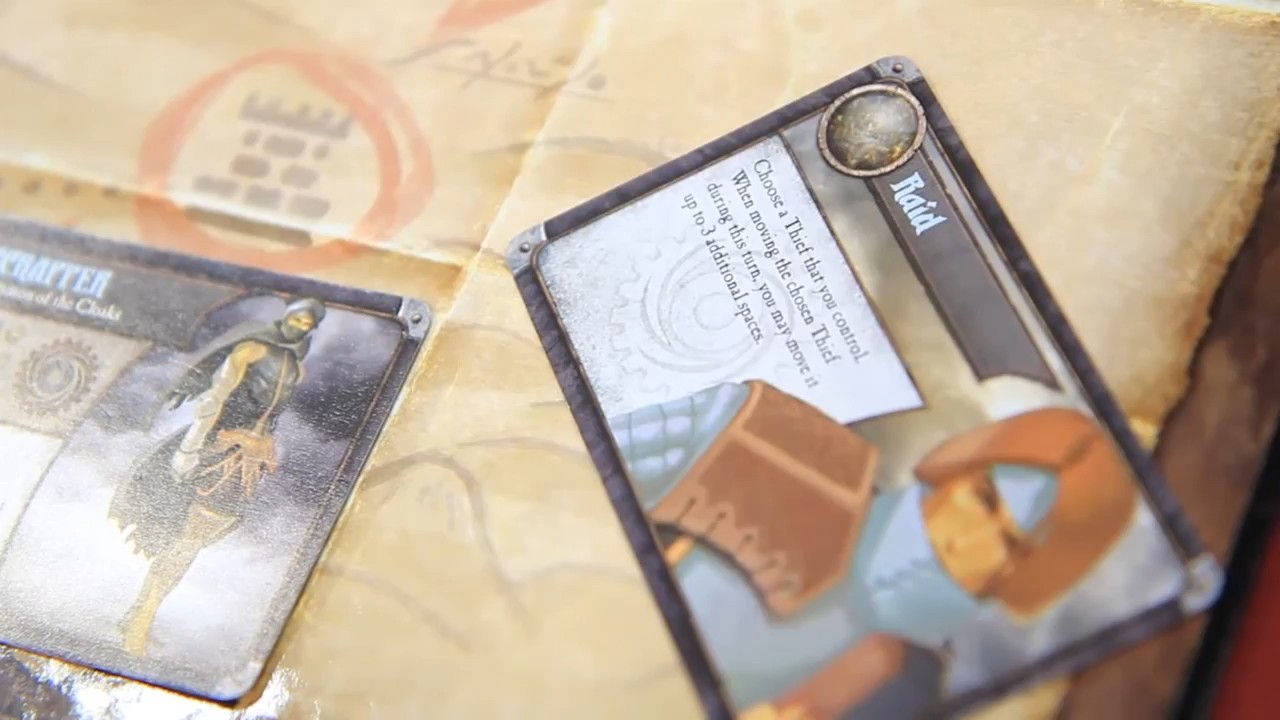 of the Cloaks
Raid
Choose a Thief that you control.
When moving the chosen Thief
during this turn, you may move it
up to 3 additional spaces.